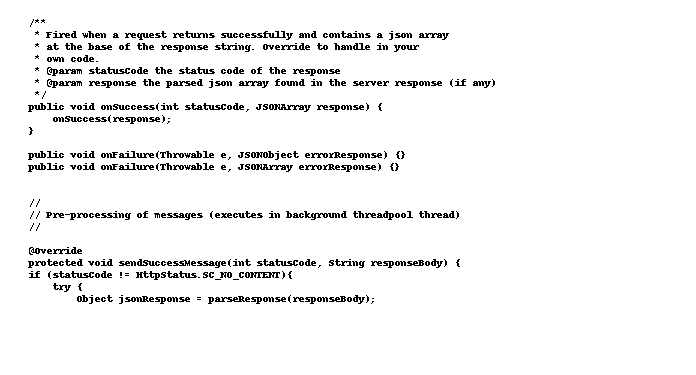 /**
 * Fired when a request returns successfully and contains a json array
 * at the base of the response string. Override to handle in your
 * own code.
 * @param statusCode the status code of the response
 * @param response the parsed json array found in the server response (if any)
 */
public void onSuccess(int statusCode, JSONArray response) {
    onSuccess(response);
}

public void onFailure(Throwable e, JSONObject errorResponse) {}
public void onFailure(Throwable e, JSONArray errorResponse) {}


//
// Pre-processing of messages (executes in background threadpool thread)
//

@Override
protected void sendSuccessMessage(int statusCode, String responseBody) {
if (statusCode != HttpStatus.SC_NO_CONTENT){
    try {
        Object jsonResponse = parseResponse(responseBody);